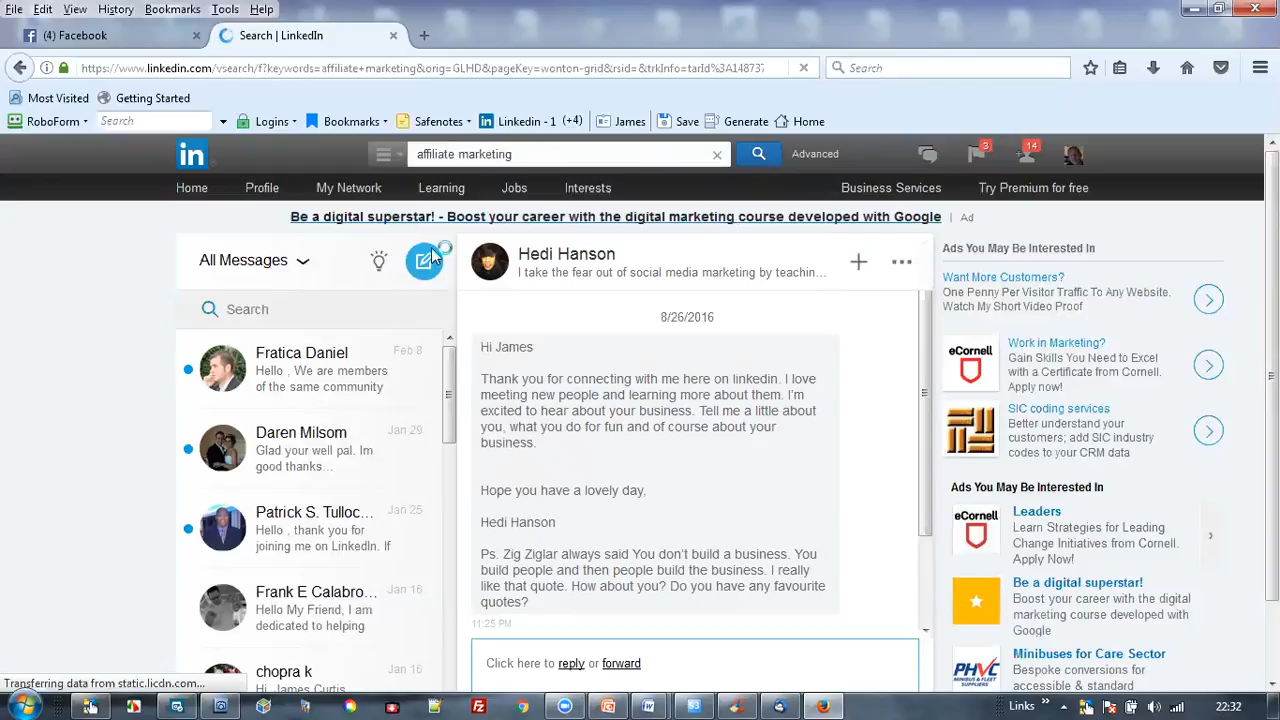 File Edit View History Bookmarks Tools Help
(4) Facebook
Search | LinkedIn
https://www.linkedin.com/vsearch/f?keywords=affiliate+marketing&orig=GLHD&pageKey=wonton-grid&rsid=&trkInfo=tarId%3A148737
Search
Most Visited Getting Started
RoboForm Search Logins Bookmarks Safenotes Linkedin - 1 (+4) James Save Generate Home
in affiliate marketing Advanced 3 14
Home Profile My Network Learning Jobs Interests Business Services Try Premium for free
Be a digital superstar! - Boost your career with the digital marketing course developed with Google | Ad
All Messages
Search
Fratica Daniel Feb 8
Hello , We are members
of the same community
Daren Milsom Jan 29
Glad your well pal. Im
good thanks...
Patrick S. Tulloc... Jan 25
Hello , thank you for
joining me on LinkedIn. If
Frank E Calabro... Jan 16
Hello My Friend, I am
dedicated to helping
chopra k Jan 16
Hi James Curtis
Hedi Hanson
I take the fear out of social media marketing by teachin...
8/26/2016
Hi James
Thank you for connecting with me here on linkedin. I love
meeting new people and learning more about them. I'm
excited to hear about your business. Tell me a little about
you, what you do for fun and of course about your
business.
Hope you have a lovely day,
Hedi Hanson
Ps. Zig Ziglar always said You don't build a business. You
build people and then people build the business. I really
like that quote. How about you? Do you have any favourite
quotes?
11:25 PM
Click here to reply or forward
Ads You May Be Interested In
Want More Customers?
One Penny Per Visitor Traffic To Any Website.
Watch My Short Video Proof
eCornell
Work in Marketing?
Gain Skills You Need to Excel
with a Certificate from Cornell.
Apply now!
SIC coding services
Better understand your
customers; add SIC industry
codes to your CRM data
Ads You May Be Interested In
eCornell
Leaders
Learn Strategies for Leading
Change Initiatives from Cornell.
Apply Now!
Be a digital superstar!
Boost your career with the
digital marketing course
developed with Google
PHVC
MINIBUS & FLEET
SUPPLIERS
Minibuses for Care Sector
Bespoke conversions for
accessible & standard
Transferring data from static.licdn.com...
Links 22:32